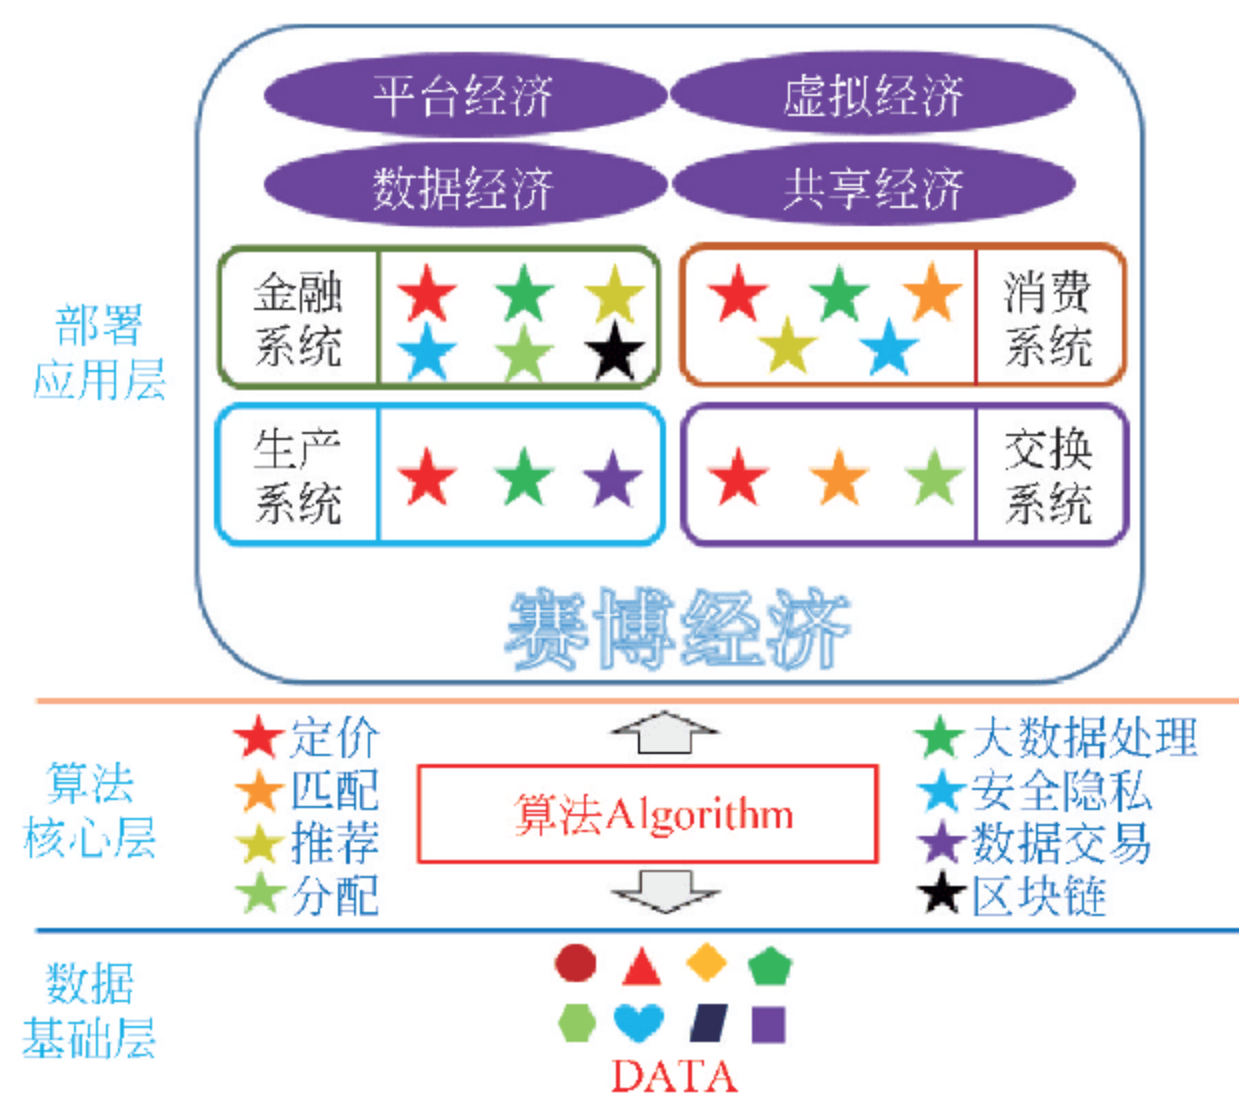 平台经济
虚拟经济
数据经济
共享经济
部署
应用层
金融
系统
消费
系统
生产
系统
交换
系统
赛博经济
算法
核心层
定价
匹配
推荐
分配
算法Algorithm
大数据处理
安全隐私
数据交易
区块链
数据
基础层
DATA